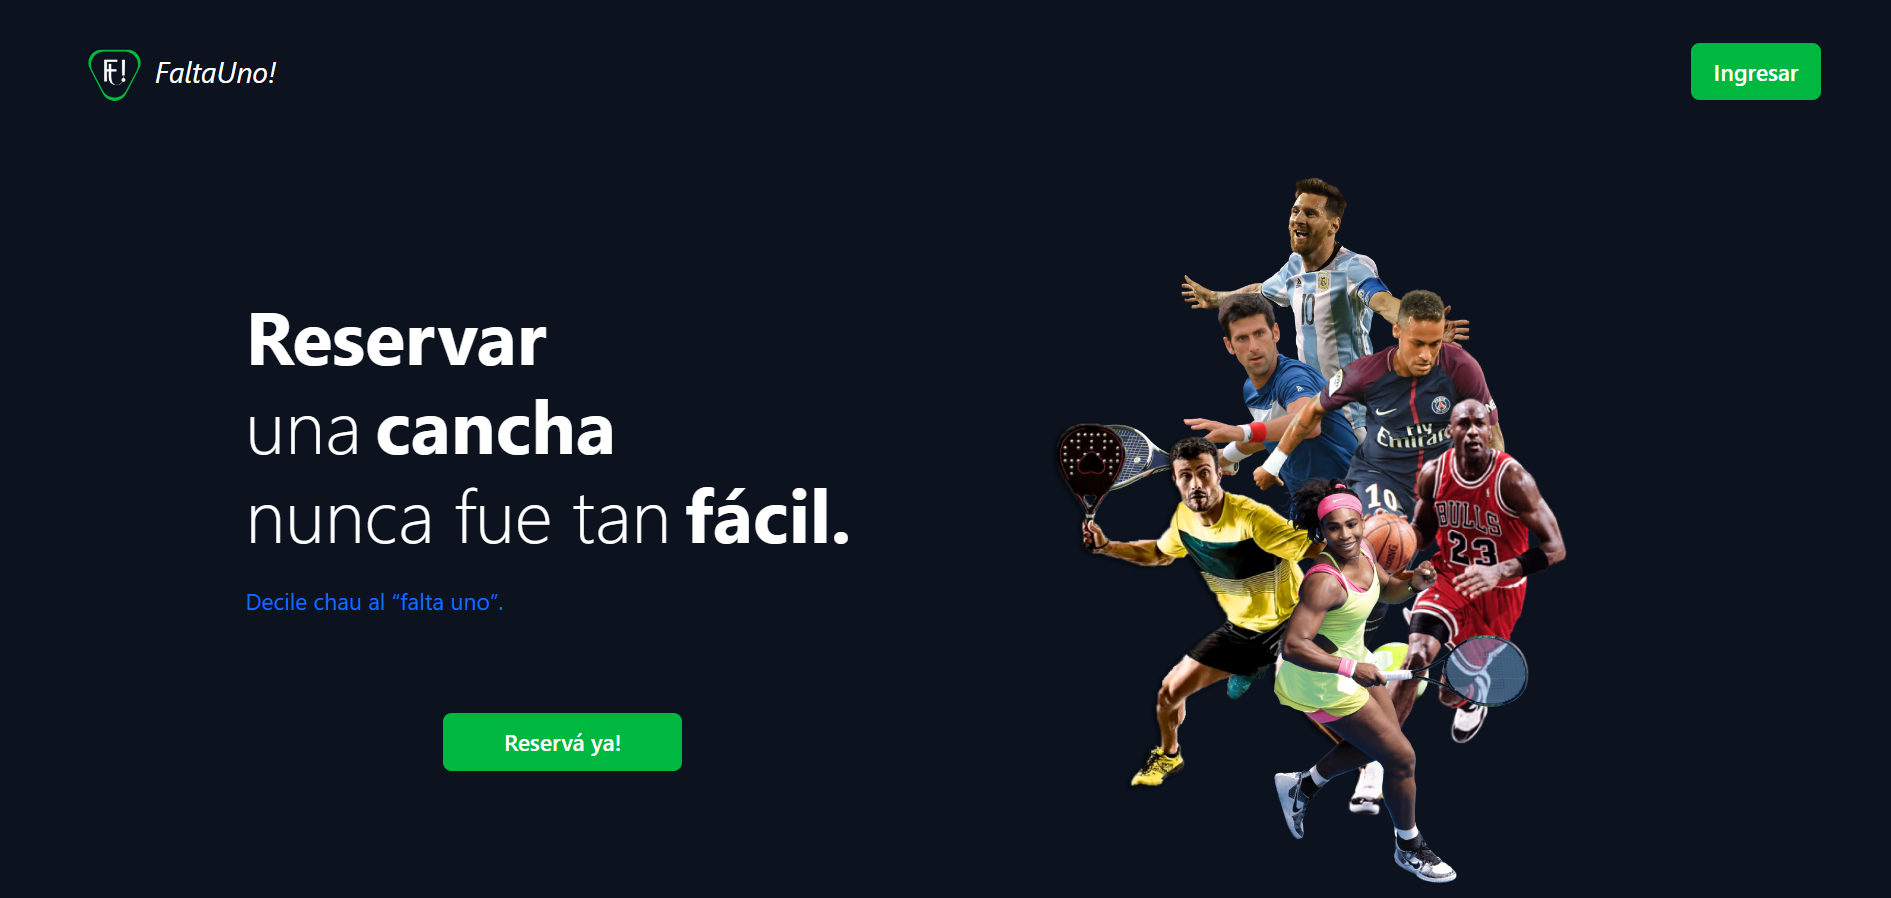 F!
FaltaUno!
Ingresar
Reservar
una cancha
nunca fue tan fácil.
Decile chau al “falta uno”.
Reservá ya!
10
Fly
Emirates
10
BULLS
23